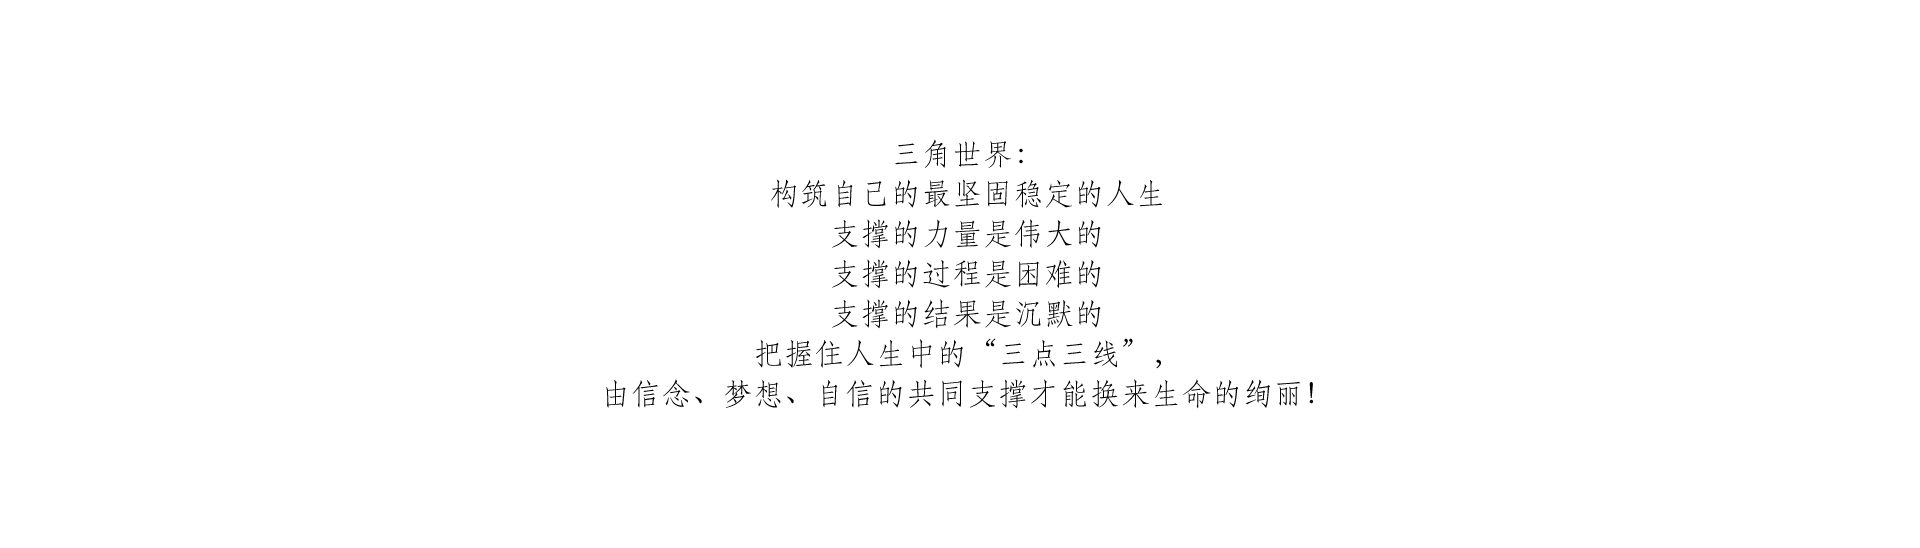 三角世界：
构筑自己的最坚固稳定的人生
支撑的力量是伟大的
支撑的过程是困难的
支撑的结果是沉默的
把握住人生中的“三点三线”，
由信念、梦想、自信的共同支撑才能换来生命的绚丽！